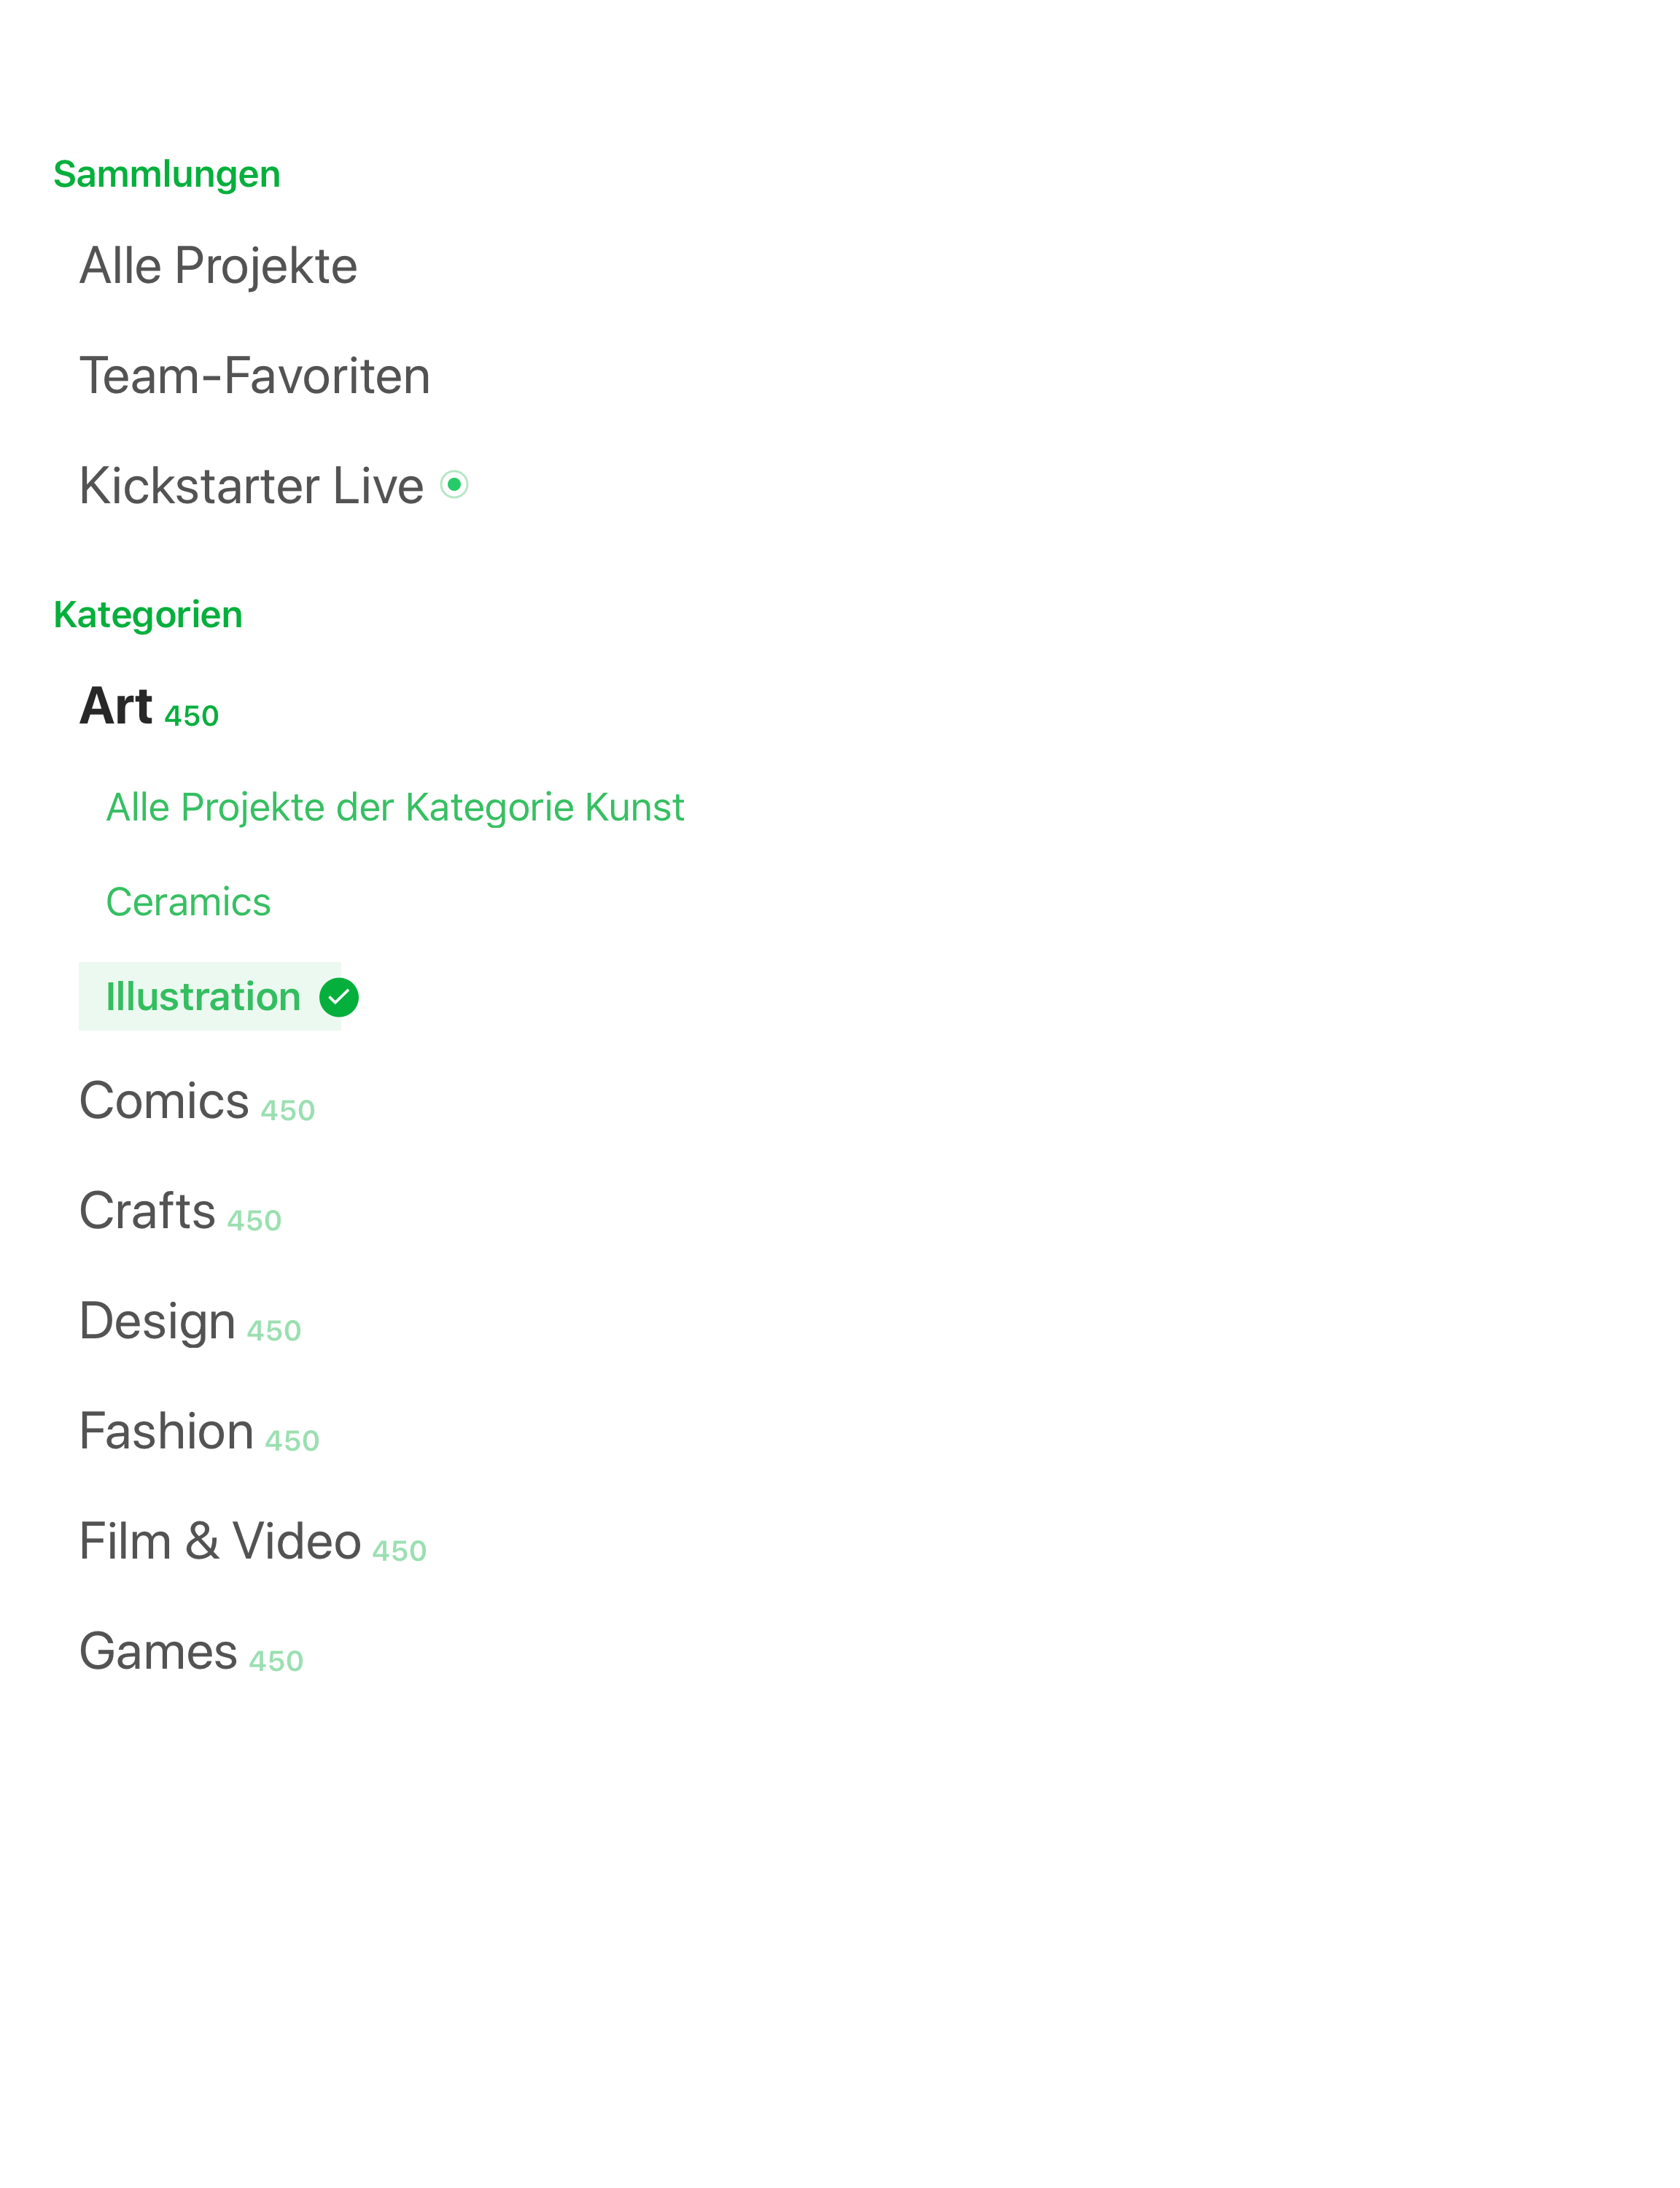 Sammlungen
Alle Projekte
Team-Favoriten
Kickstarter Live
Kategorien
Art 450
Alle Projekte der Kategorie Kunst
Ceramics
Illustration
Comics 450
Crafts 450
Design 450
Fashion 450
Film & Video 450
Games 450